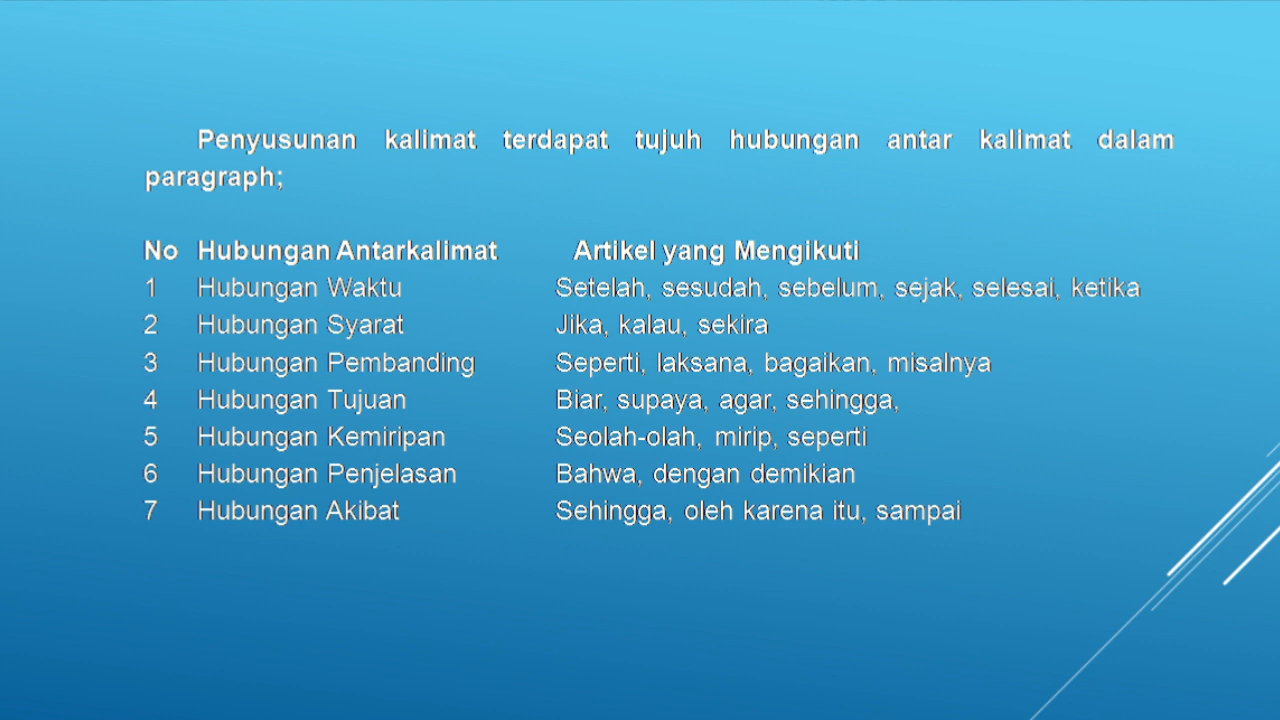 Penyusunan kalimat terdapat tujuh hubungan antar kalimat dalam
paragraph;
No Hubungan Antarkalimat Artikel yang Mengikuti
1 Hubungan Waktu Setelah, sesudah, sebelum, sejak, selesai, ketika
2 Hubungan Syarat Jika, kalau, sekira
3 Hubungan Pembanding Seperti, laksana, bagaikan, misalnya
4 Hubungan Tujuan Biar, supaya, agar, sehingga,
5 Hubungan Kemiripan Seolah-olah, mirip, seperti
6 Hubungan Penjelasan Bahwa, dengan demikian
7 Hubungan Akibat Sehingga, oleh karena itu, sampai